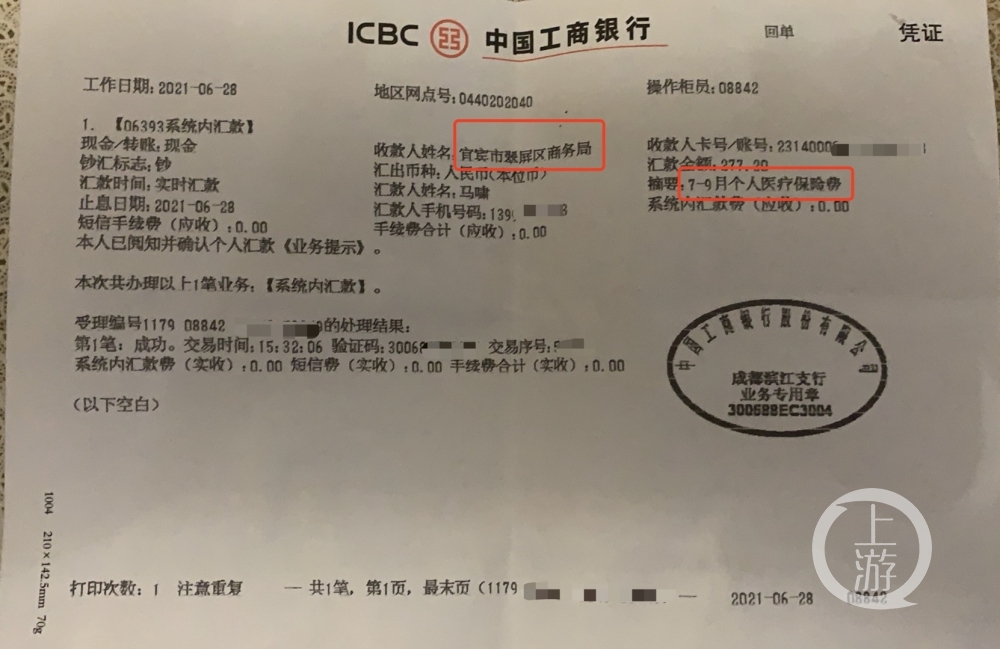 ICBC 中国工商银行 回单 凭证
工作日期:2021-06-28 地区网点号:0440202040 操作柜员:08842
1. 【06393系统内汇款】
现金/转账:现金 收款人姓名:宜宾市翠屏区商务局 收款人卡号/账号:23140006
钞汇标志:钞 汇出币种:人民币(本位币) 汇款金额:277.20
汇款时间:实时汇款 汇款人姓名:马啸 摘要:7-9月个人医疗保险费
止息日期:2021-06-28 汇款人手机号码:139 系统内汇款费(应收):0.00
短信手续费(应收):0.00 手续费合计(应收):0.00
本人已阅知并确认个人汇款《业务提示》。
本次共办理以上1笔业务:【系统内汇款】。
受理编号1179 08842 的处理结果:
第1笔: 成功。交易时间:15:32:06 验证码:3006 交易序号:
系统内汇款费(实收):0.00 短信费(实收):0.00 手续费合计(实收):0.00
(以下空白)
中国工商银行股份有限公
成都滨江支行
业务专用章
300688EC3004
1004 210×142.5mm 70g
上游
打印次数: 1 注意重复 — 共1笔, 第1页, 最末页(1179 — 2021-06-28 08842